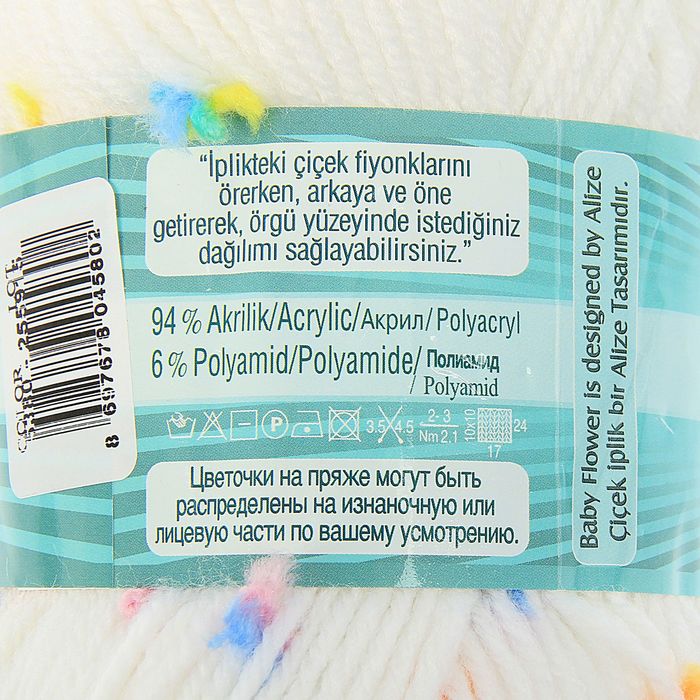 "İplikteki çiçek fiyonklarını
örerken, arkaya ve öne
getirerek, örgü yüzeyinde istediğiniz
dağılımı sağlayabilirsiniz."
94 % Akrilik/Acrylic/Акрил/Polyacryl
6 % Polyamid/Polyamide/Полиамид
/ Polyamid
P 3.5 4.5 2-3 Nm 2.1 10x10 24
17
Цветочки на пряже могут быть
распределены на изнаночную или
лицевую части по вашему усмотрению.
Baby Flower is designed by Alize
Çiçek iplik bir Alize Tasarımıdır.
COLOR LOT
8 697678 045802